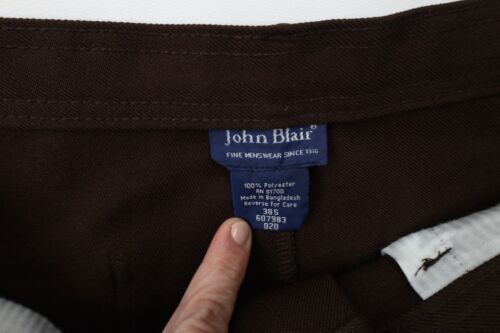 John Blair®
FINE MENSWEAR SINCE 1910
100% Polyester
RN 81700
Made in Bangladesh
Reverse for Care
38S
607983
020